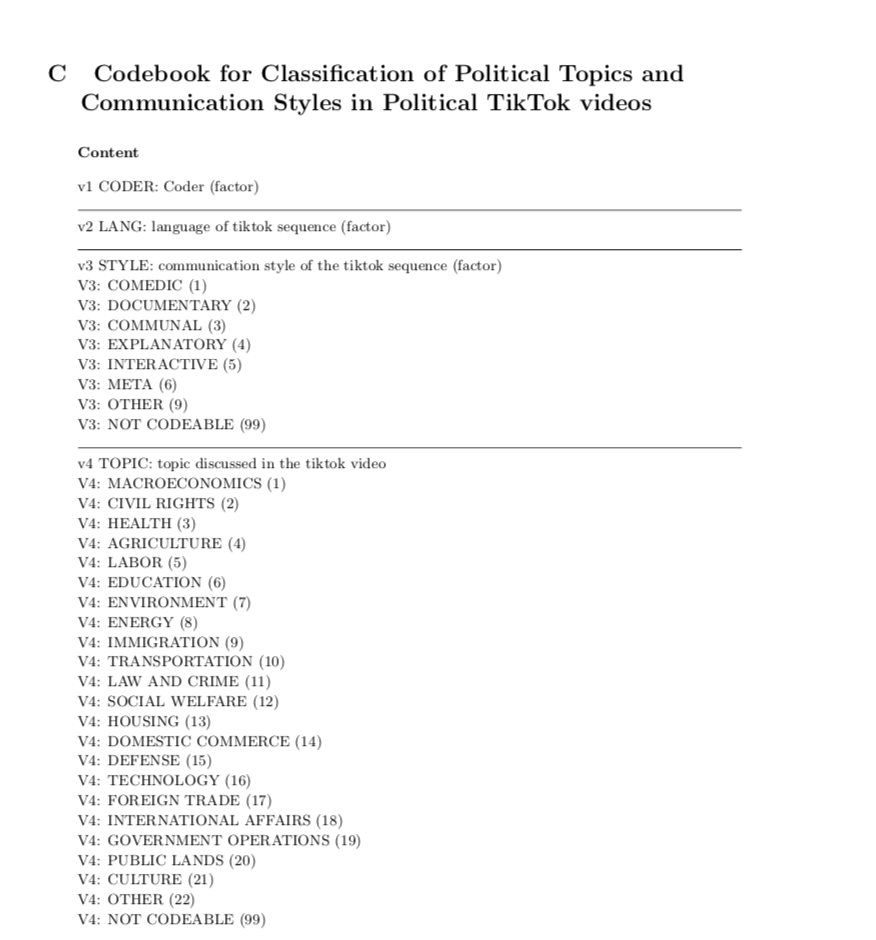 C Codebook for Classification of Political Topics and
Communication Styles in Political TikTok videos
Content
v1 CODER: Coder (factor)
v2 LANG: language of tiktok sequence (factor)
v3 STYLE: communication style of the tiktok sequence (factor)
V3: COMEDIC (1)
V3: DOCUMENTARY (2)
V3: COMMUNAL (3)
V3: EXPLANATORY (4)
V3: INTERACTIVE (5)
V3: META (6)
V3: OTHER (9)
V3: NOT CODEABLE (99)
v4 TOPIC: topic discussed in the tiktok video
V4: MACROECONOMICS (1)
V4: CIVIL RIGHTS (2)
V4: HEALTH (3)
V4: AGRICULTURE (4)
V4: LABOR (5)
V4: EDUCATION (6)
V4: ENVIRONMENT (7)
V4: ENERGY (8)
V4: IMMIGRATION (9)
V4: TRANSPORTATION (10)
V4: LAW AND CRIME (11)
V4: SOCIAL WELFARE (12)
V4: HOUSING (13)
V4: DOMESTIC COMMERCE (14)
V4: DEFENSE (15)
V4: TECHNOLOGY (16)
V4: FOREIGN TRADE (17)
V4: INTERNATIONAL AFFAIRS (18)
V4: GOVERNMENT OPERATIONS (19)
V4: PUBLIC LANDS (20)
V4: CULTURE (21)
V4: OTHER (22)
V4: NOT CODEABLE (99)